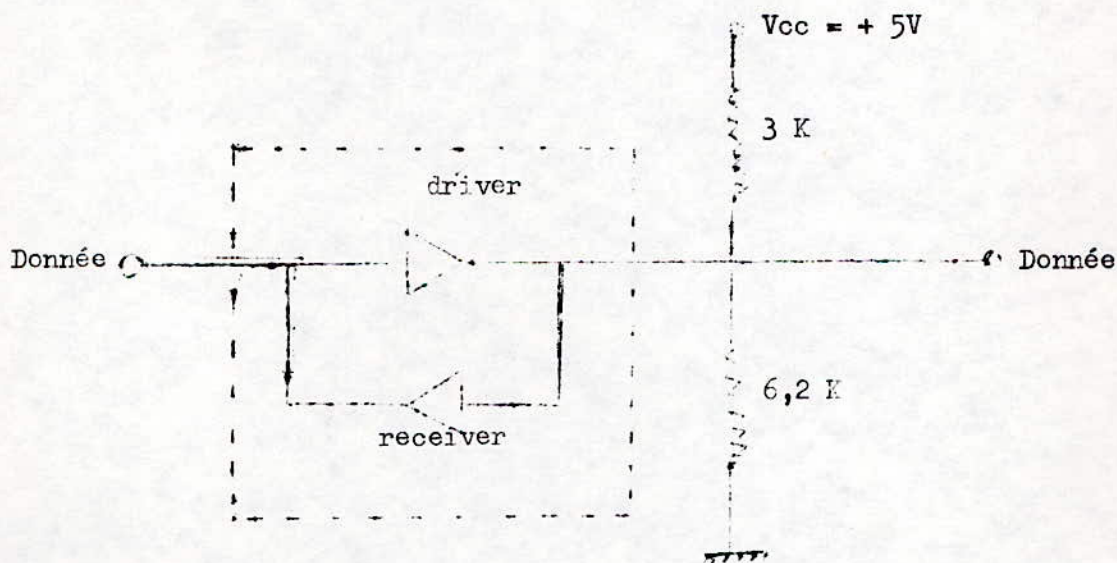 Vcc = + 5V
3 K
driver
Donnée
Donnée
6,2 K
receiver